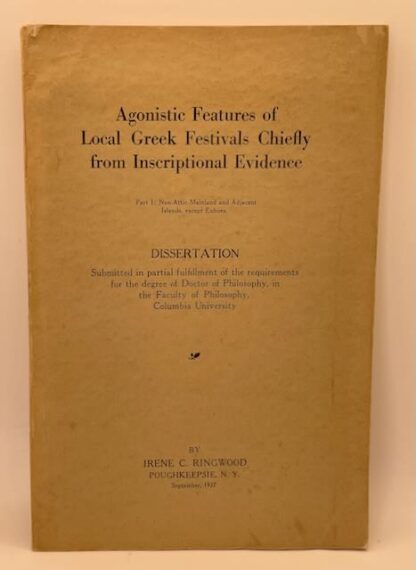 Agonistic Features of
Local Greek Festivals Chiefly
from Inscriptional Evidence
Part I: Non-Attic Mainland and Adjacent
Islands, except Euboea.
DISSERTATION
Submitted in partial fulfillment of the requirements
for the degree of Doctor of Philosophy, in
the Faculty of Philosophy,
Columbia University
BY
IRENE C. RINGWOOD
POUGHKEEPSIE, N. Y.
September, 1927